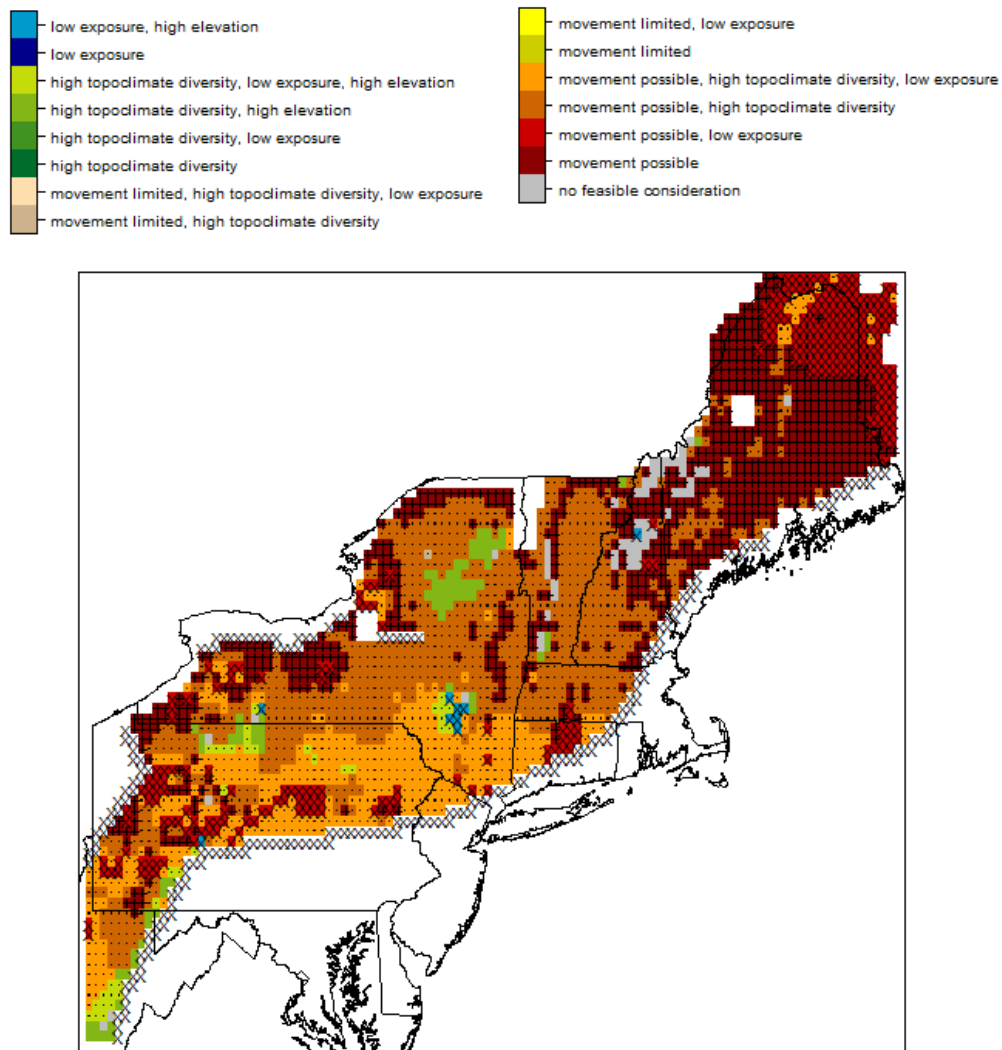 low exposure, high elevation
low exposure
high topoclimate diversity, low exposure, high elevation
high topoclimate diversity, high elevation
high topoclimate diversity, low exposure
high topoclimate diversity
movement limited, high topoclimate diversity, low exposure
movement limited, high topoclimate diversity
movement limited, low exposure
movement limited
movement possible, high topoclimate diversity, low exposure
movement possible, high topoclimate diversity
movement possible, low exposure
movement possible
no feasible consideration